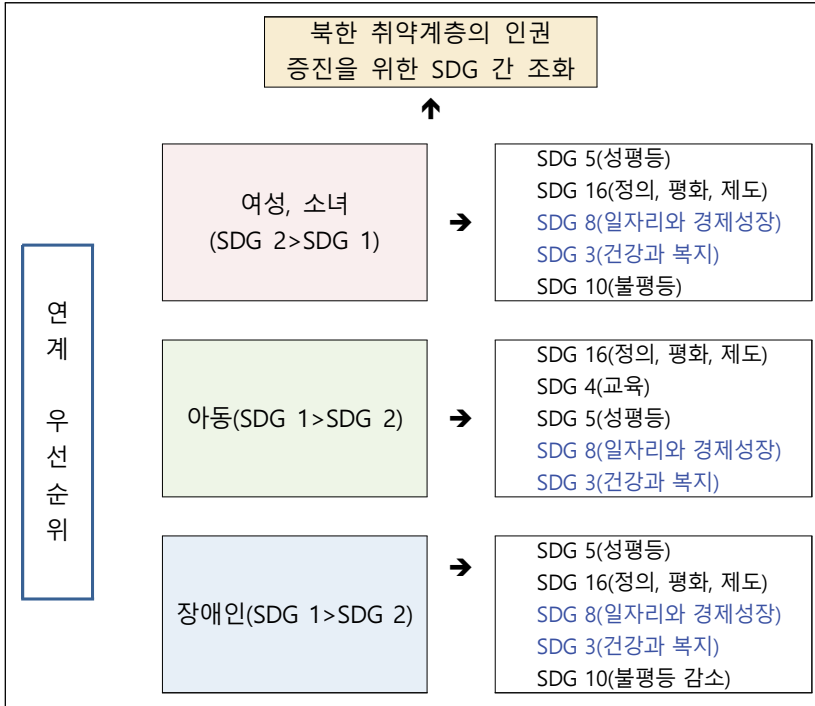 북한 취약계층의 인권
증진을 위한 SDG 간 조화
연
계
우
선
순
위
여성, 소녀
(SDG 2>SDG 1)
SDG 5(성평등)
SDG 16(정의, 평화, 제도)
SDG 8(일자리와 경제성장)
SDG 3(건강과 복지)
SDG 10(불평등)
아동(SDG 1>SDG 2)
SDG 16(정의, 평화, 제도)
SDG 4(교육)
SDG 5(성평등)
SDG 8(일자리와 경제성장)
SDG 3(건강과 복지)
장애인(SDG 1>SDG 2)
SDG 5(성평등)
SDG 16(정의, 평화, 제도)
SDG 8(일자리와 경제성장)
SDG 3(건강과 복지)
SDG 10(불평등 감소)